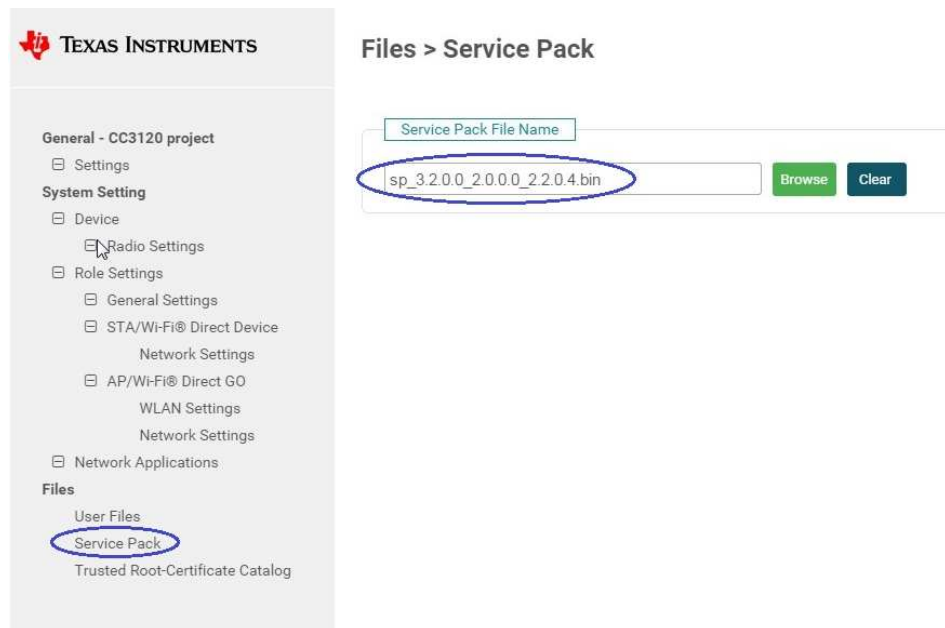 TEXAS INSTRUMENTS
Files > Service Pack
General - CC3120 project
Settings
System Setting
Device
Radio Settings
Role Settings
General Settings
STA/Wi-Fi® Direct Device
Network Settings
AP/Wi-Fi® Direct GO
WLAN Settings
Network Settings
Network Applications
Files
User Files
Service Pack
Trusted Root-Certificate Catalog
Service Pack File Name
sp_3.2.0.0_2.0.0.0_2.2.0.4.bin
Browse
Clear